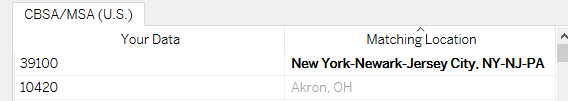 CBSA/MSA (U.S.)
Your Data Matching Location
39100 New York-Newark-Jersey City, NY-NJ-PA
10420 Akron, OH